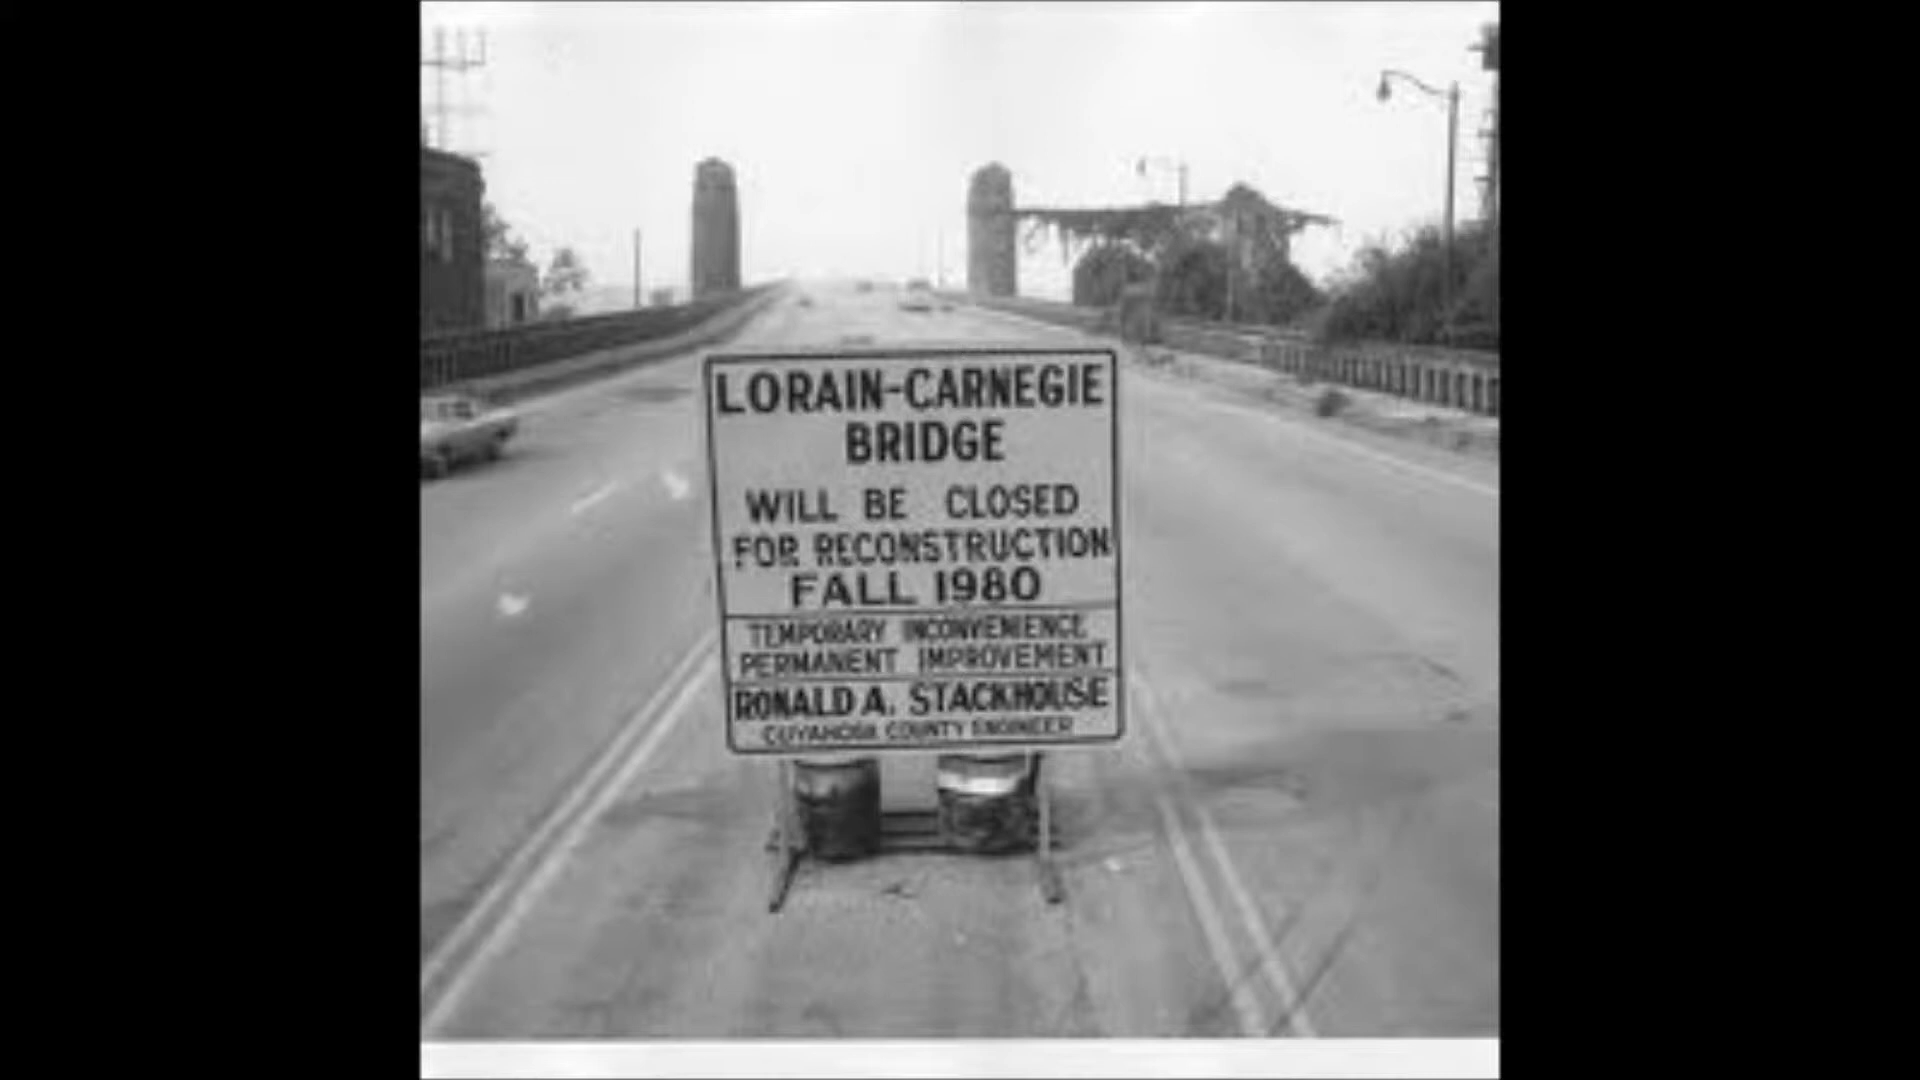 LORAIN-CARNEGIE
BRIDGE
WILL BE CLOSED
FOR RECONSTRUCTION
FALL 1980
TEMPORARY INCONVENIENCE
PERMANENT IMPROVEMENT
RONALD A. STACKHOUSE
CUYAHOGA COUNTY ENGINEER